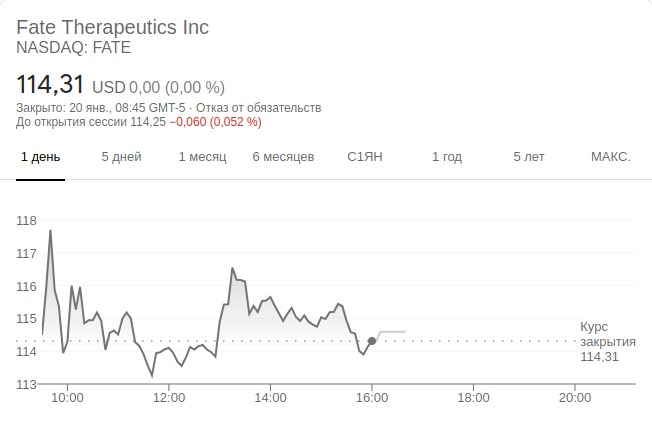 Fate Therapeutics Inc
NASDAQ: FATE
114,31 USD 0,00 (0,00 %)
Закрыто: 20 янв., 08:45 GMT-5 · Отказ от обязательств
До открытия сессии 114,25 −0,060 (0,052 %)
1 день 5 дней 1 месяц 6 месяцев С1ЯН 1 год 5 лет МАКС.
118
117
116
115
114
113
Курс
закрытия
114,31
10:00 12:00 14:00 16:00 18:00 20:00